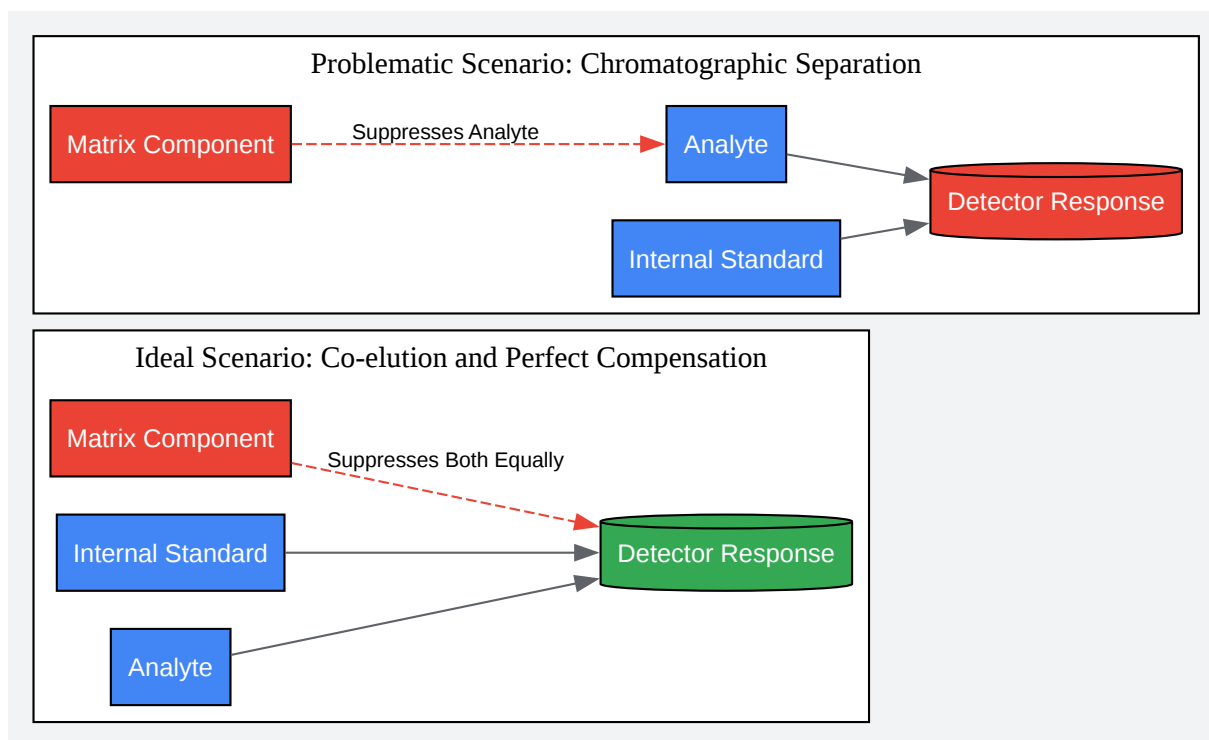 Problematic Scenario: Chromatographic Separation
Matrix Component
Suppresses Analyte
Analyte
Detector Response
Internal Standard
Ideal Scenario: Co-elution and Perfect Compensation
Matrix Component
Suppresses Both Equally
Internal Standard
Detector Response
Analyte